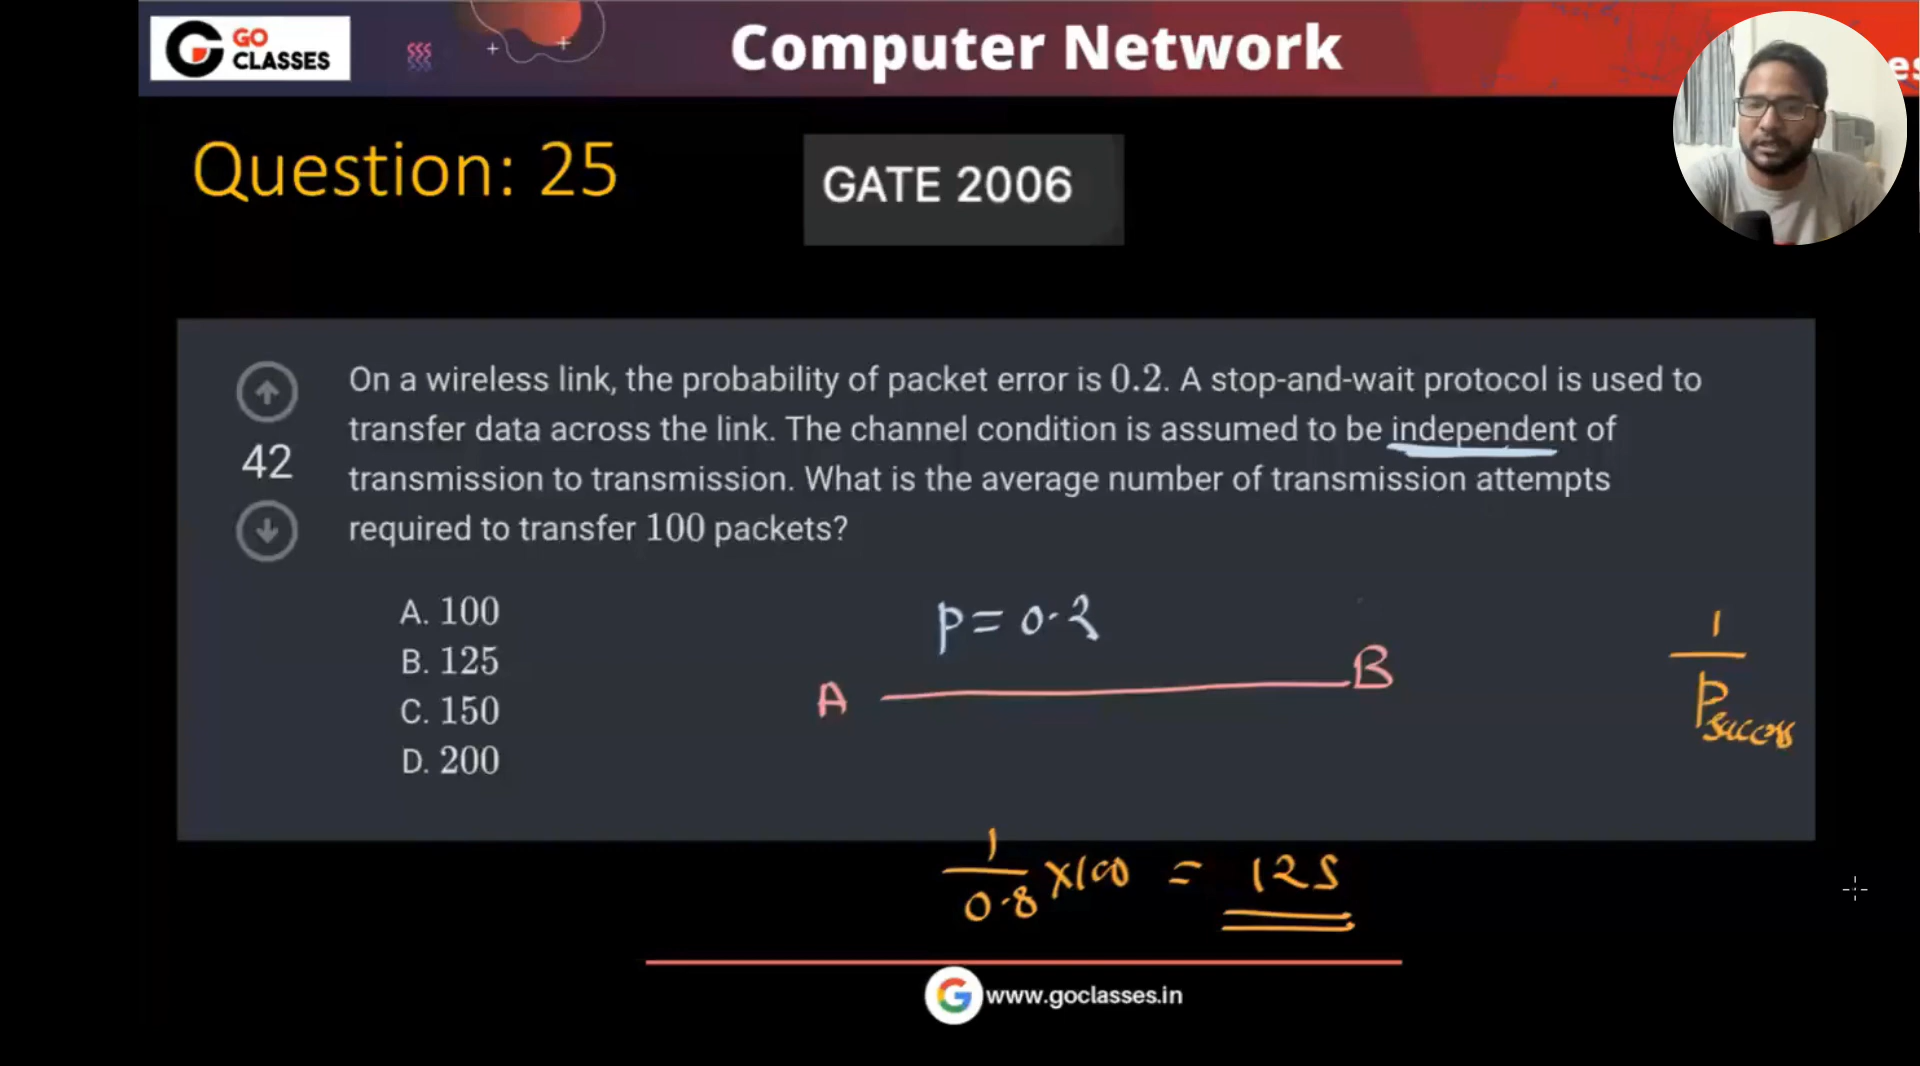 GO
CLASSES
Computer Network
es
Question: 25
GATE 2006
On a wireless link, the probability of packet error is 0.2. A stop-and-wait protocol is used to
transfer data across the link. The channel condition is assumed to be independent of
42
transmission to transmission. What is the average number of transmission attempts
required to transfer 100 packets?
A. 100
B. 125
C. 150
D. 200
p = 0.2
A B
1
P success
1
0.8 ×100 = 125
www.goclasses.in